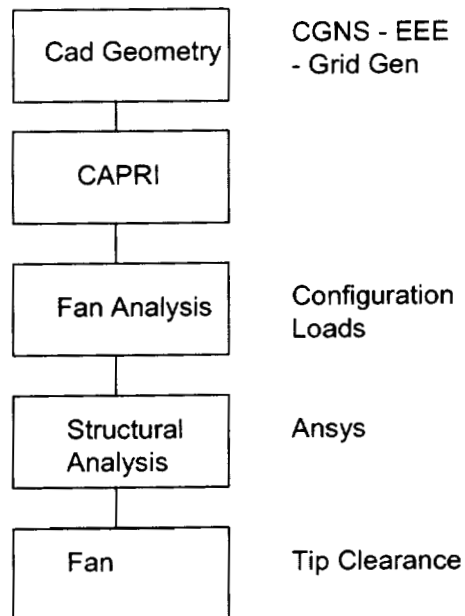 Cad Geometry
CGNS - EEE
- Grid Gen
CAPRI
Fan Analysis
Configuration
Loads
Structural
Analysis
Ansys
Fan
Tip Clearance